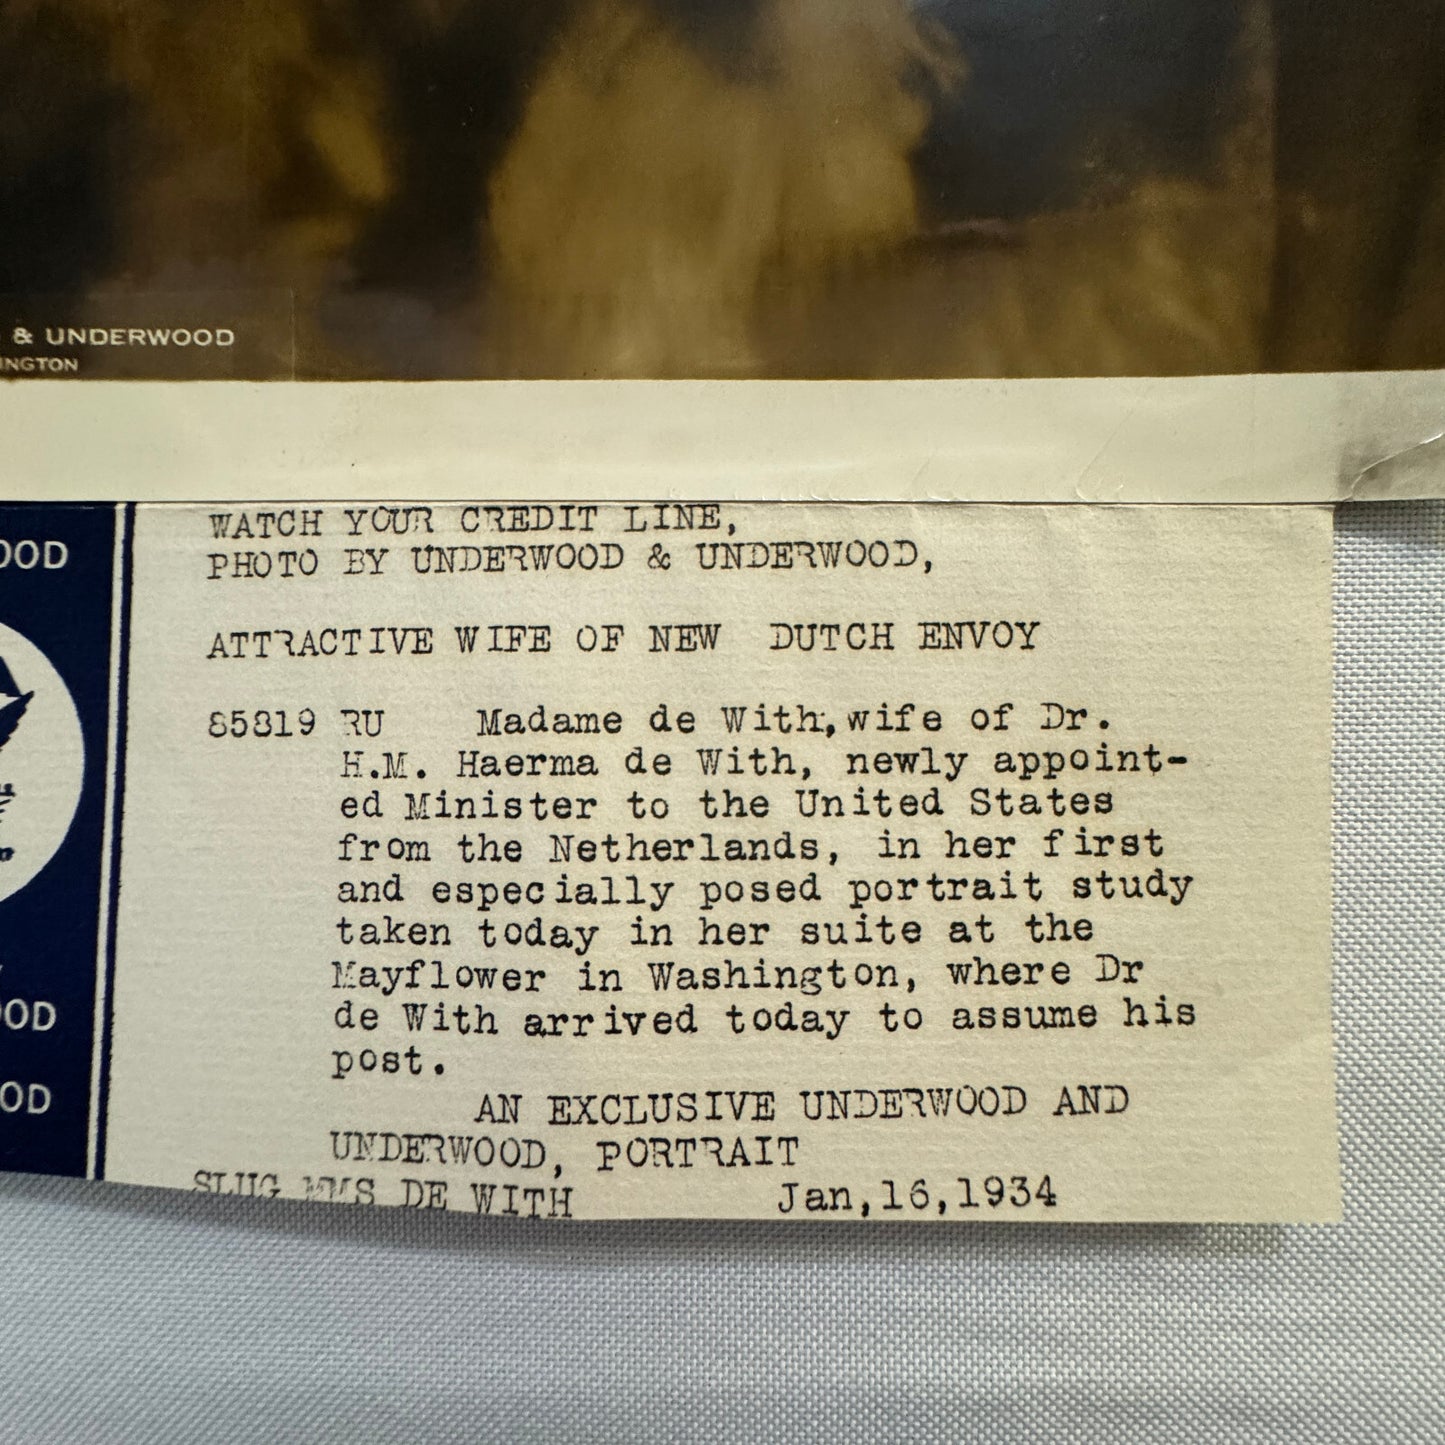 & UNDERWOOD
WATCH YOUR CREDIT LINE,
PHOTO BY UNDERWOOD & UNDERWOOD,
ATTRACTIVE WIFE OF NEW DUTCH ENVOY
85819 RU Madame de With, wife of Dr.
H.M. Haerma de With, newly appoint-
ed Minister to the United States
from the Netherlands, in her first
and especially posed portrait study
taken today in her suite at the
Mayflower in Washington, where Dr
de With arrived today to assume his
post.
AN EXCLUSIVE UNDERWOOD AND
UNDERWOOD, PORTRAIT
SLUG DE WITH Jan,16,1934